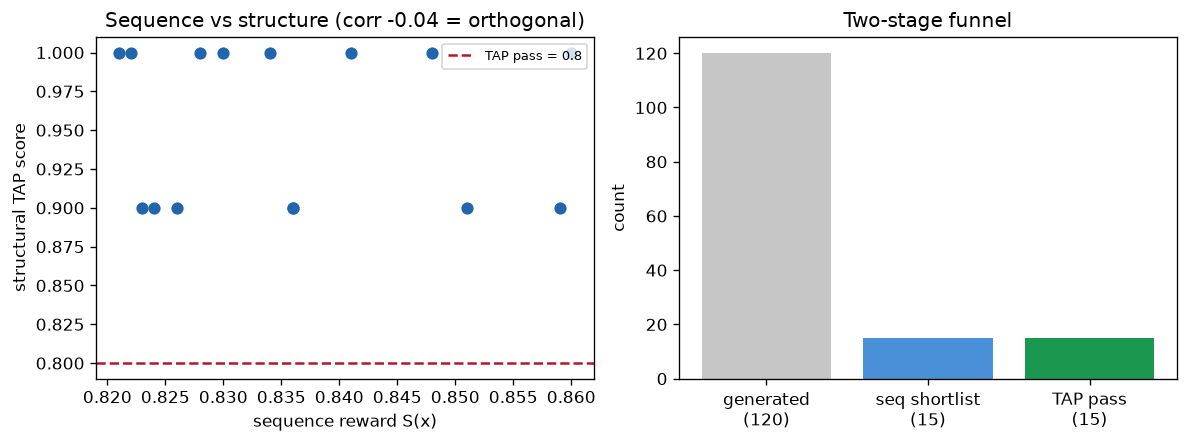 Sequence vs structure (corr -0.04 = orthogonal)
structural TAP score
1.000
0.975
0.950
0.925
0.900
0.875
0.850
0.825
0.800
TAP pass = 0.8
0.820 0.825 0.830 0.835 0.840 0.845 0.850 0.855 0.860
sequence reward S(x)
Two-stage funnel
count
120
100
80
60
40
20
0
generated
(120)
seq shortlist
(15)
TAP pass
(15)